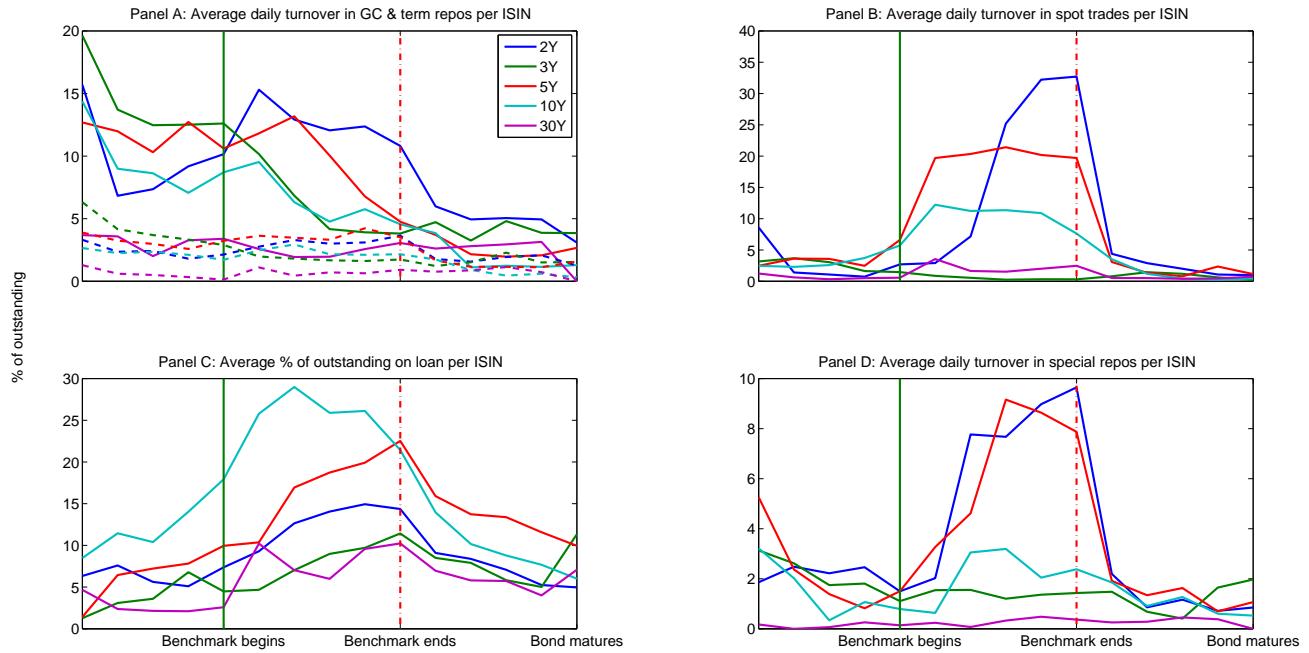 Panel A: Average daily turnover in GC & term repos per ISIN
20
15
10
5
0
2Y
3Y
5Y
10Y
30Y
Panel B: Average daily turnover in spot trades per ISIN
40
35
30
25
20
15
10
5
0
% of outstanding
Panel C: Average % of outstanding on loan per ISIN
30
25
20
15
10
5
0
Benchmark begins
Benchmark ends
Bond matures
Panel D: Average daily turnover in special repos per ISIN
10
8
6
4
2
0
Benchmark begins
Benchmark ends
Bond matures